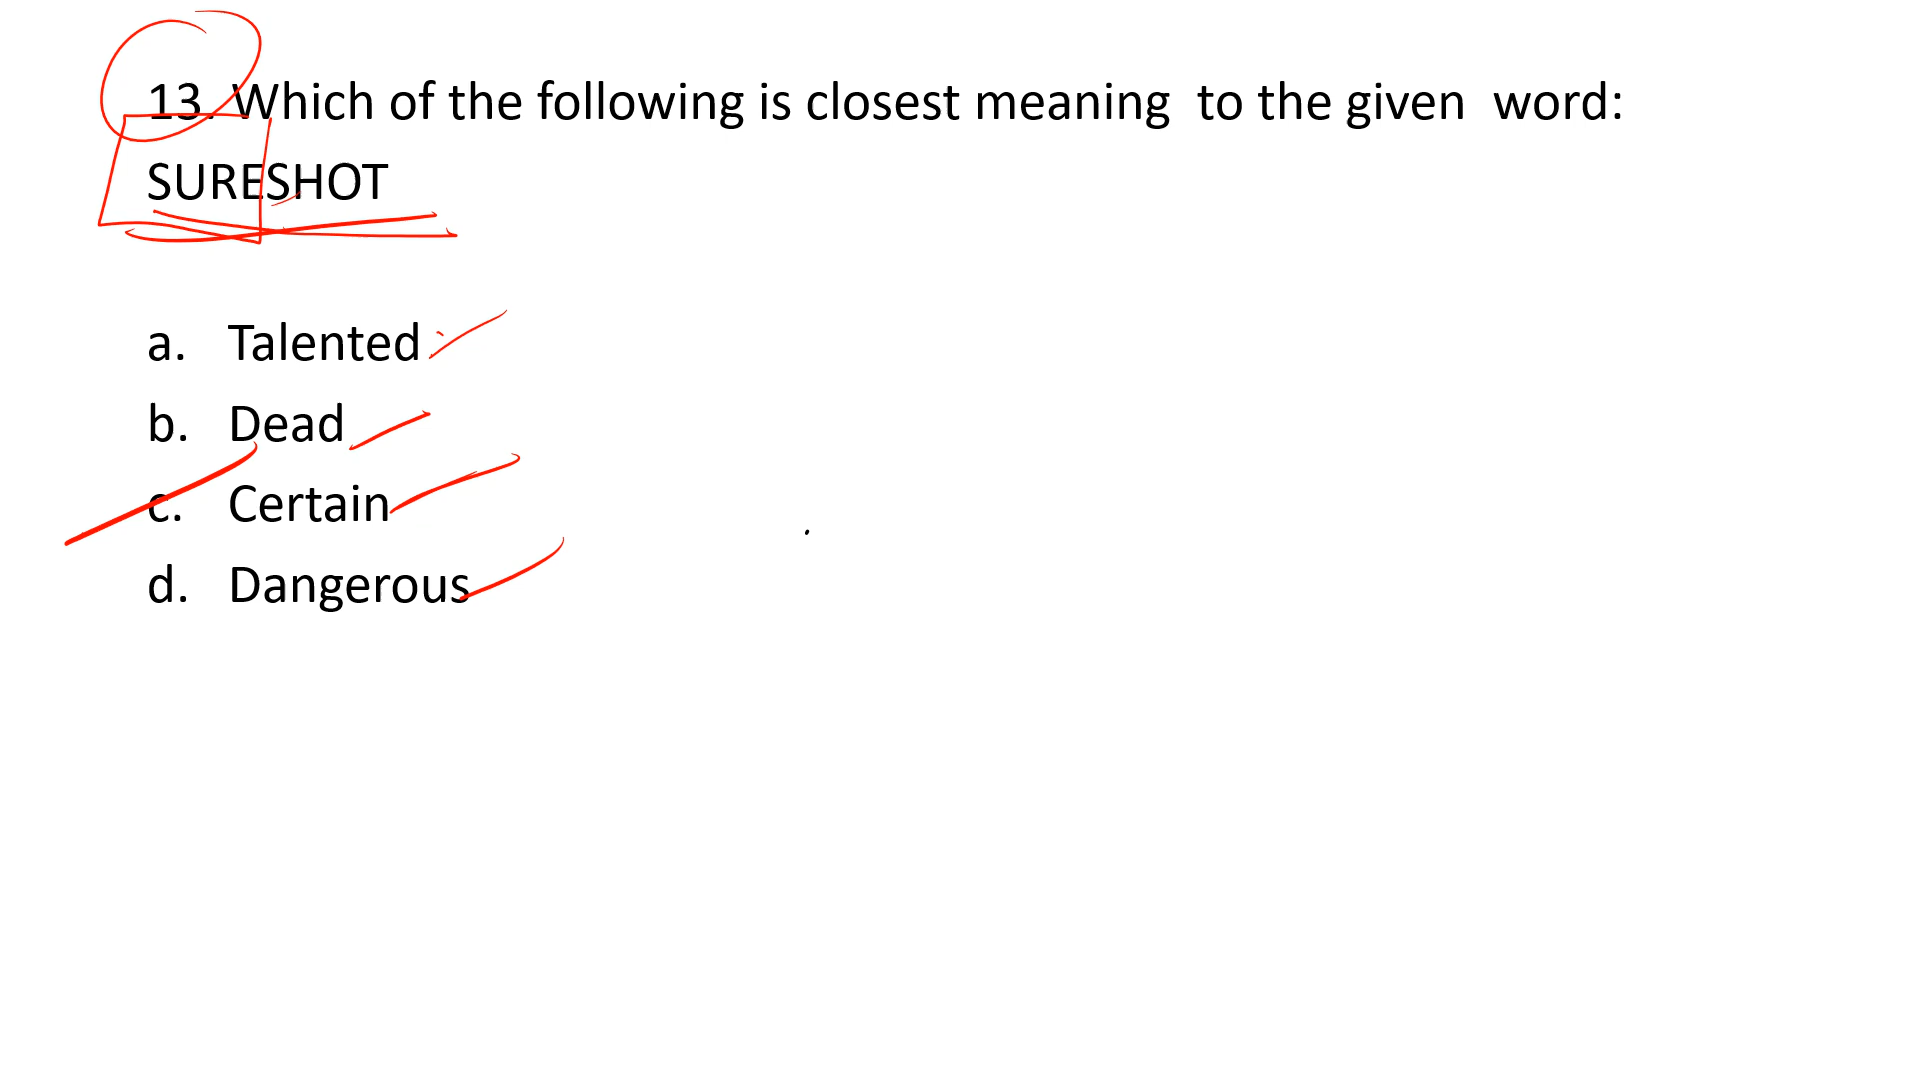 13. Which of the following is closest meaning to the given word:
SURESHOT
a. Talented
b. Dead
c. Certain
d. Dangerous